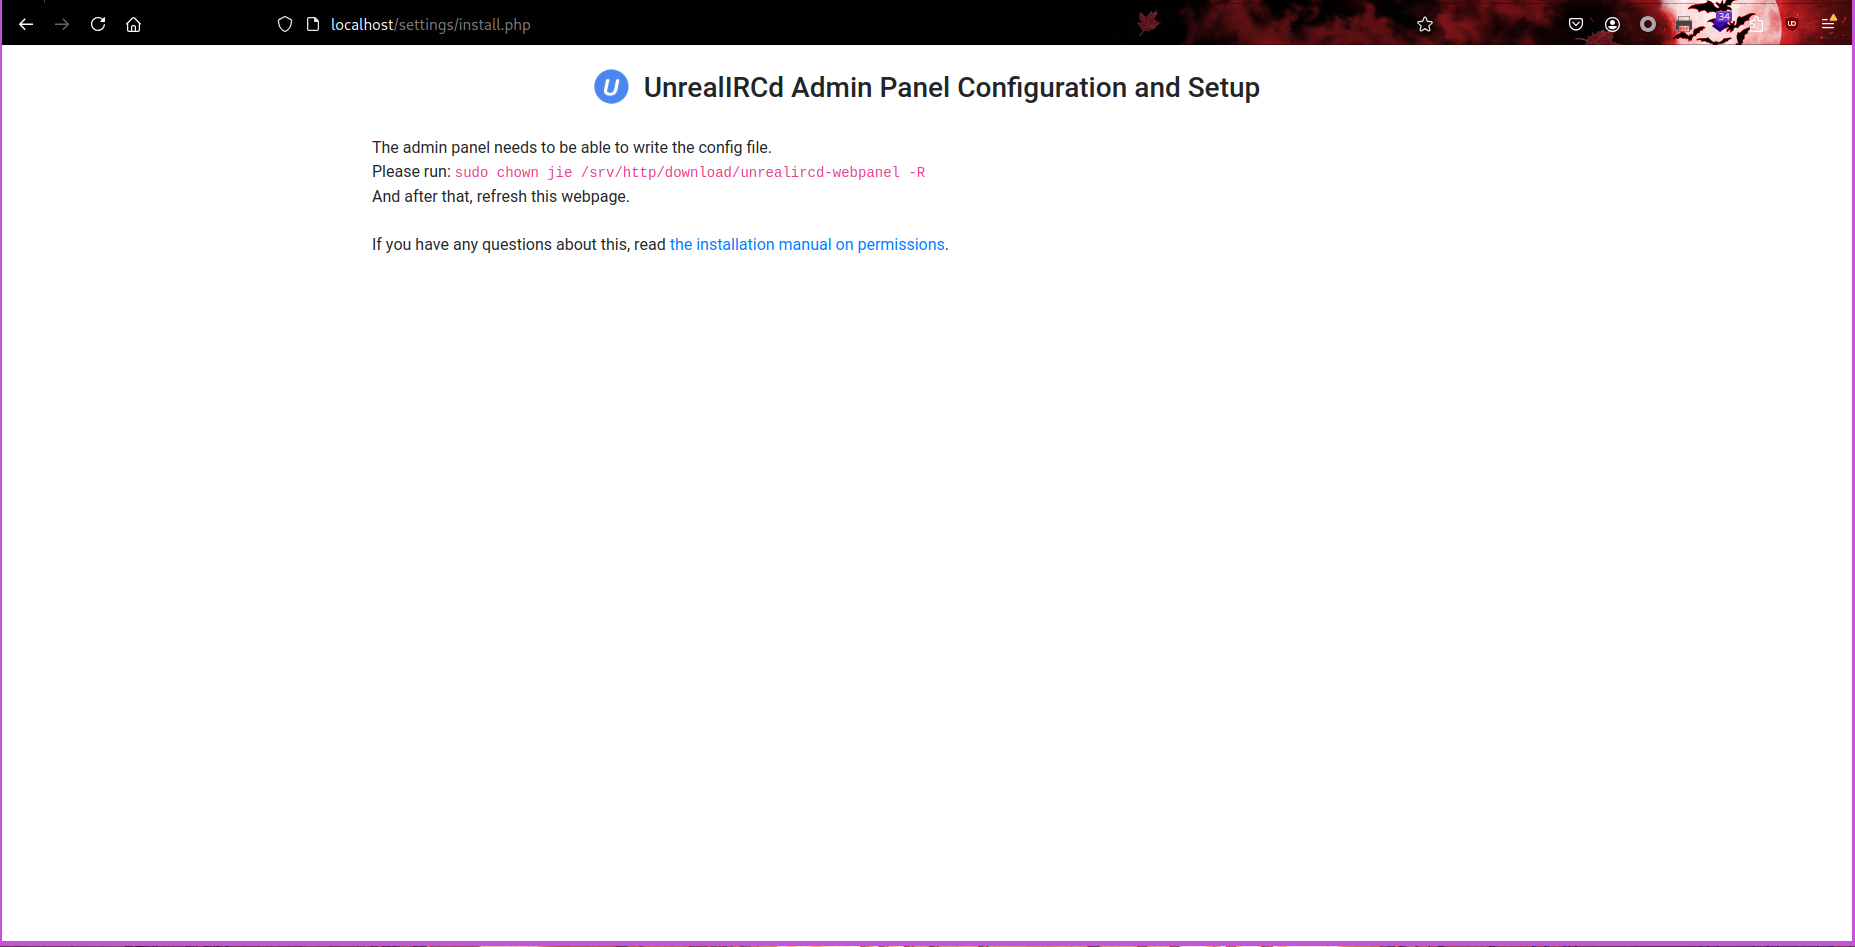 localhost/settings/install.php
34
U UnrealIRCd Admin Panel Configuration and Setup
The admin panel needs to be able to write the config file.
Please run: sudo chown jie /srv/http/download/unrealircd-webpanel -R
And after that, refresh this webpage.
If you have any questions about this, read the installation manual on permissions.